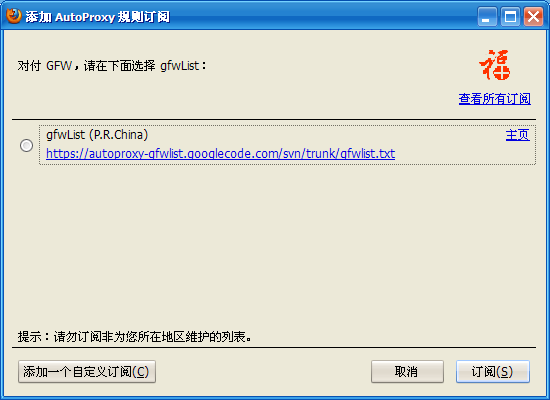 添加 AutoProxy 规则订阅
对付 GFW，请在下面选择 gfwList：
福
查看所有订阅
gfwList (P.R.China)
主页
https://autoproxy-gfwlist.googlecode.com/svn/trunk/gfwlist.txt
提示：请勿订阅非为您所在地区维护的列表。
添加一个自定义订阅(C)
取消
订阅(S)